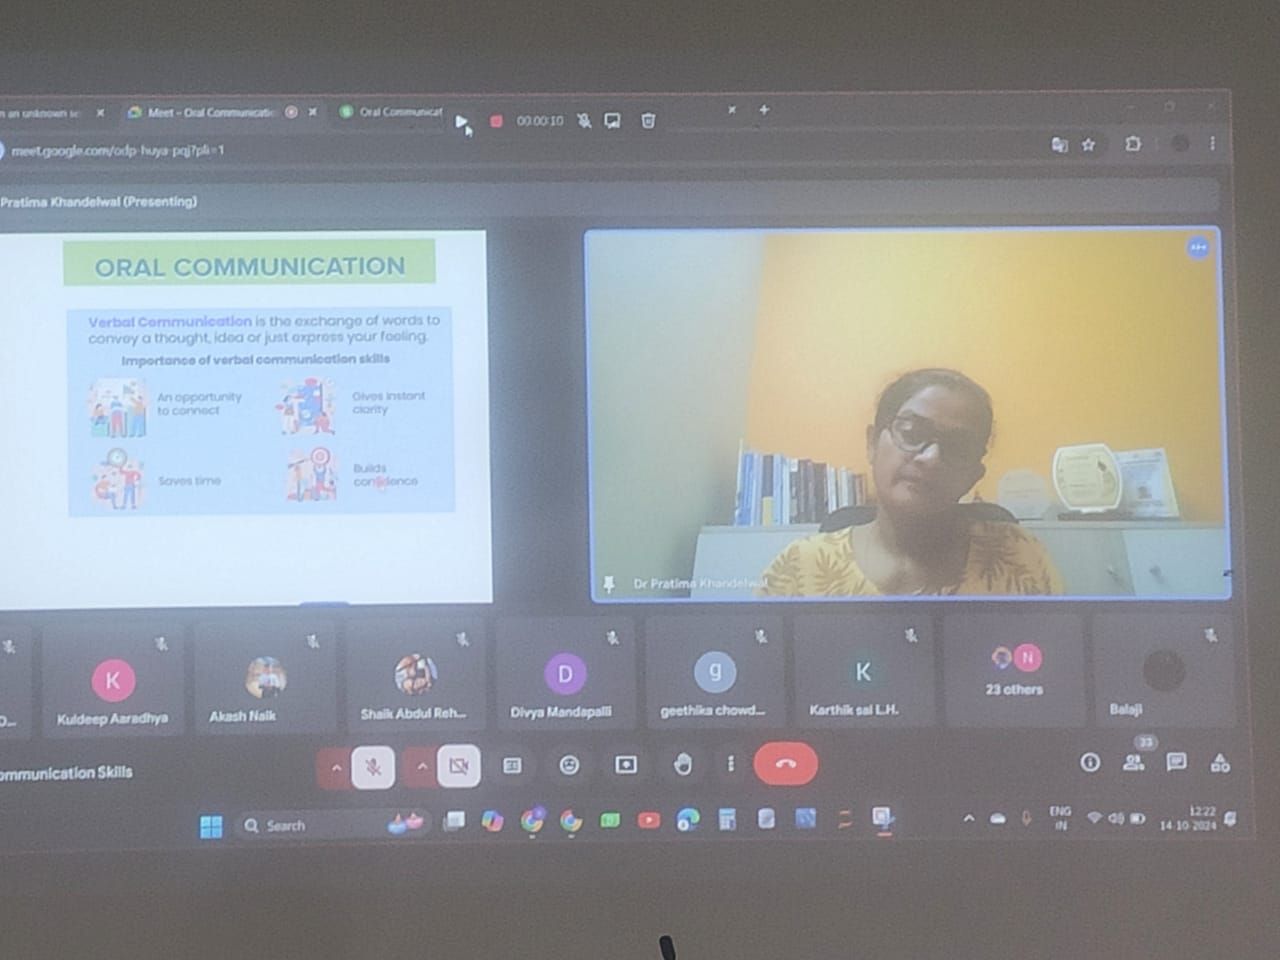 n an unknown se
Meet - Oral Communicatio
Oral Communicat
00:00:10
meet.google.com/odp-huya-pqj?pli=1
Pratima Khandelwal (Presenting)
ORAL COMMUNICATION
Verbal Communication is the exchange of words to
convey a thought, idea or just express your feeling.
Importance of verbal communication skills
An opportunity
to connect
Gives instant
clarity
Saves time
Builds
confidence
Dr Pratima Khandelwal
K
D
g
K
N
Kuldeep Aaradhya
Akash Naik
Shaik Abdul Reh...
Divya Mandapalli
geethika chowd...
Karthik sai L.H.
23 others
Balaji
ommunication Skills
33
Search
ENG
IN
12:22
14-10-2024